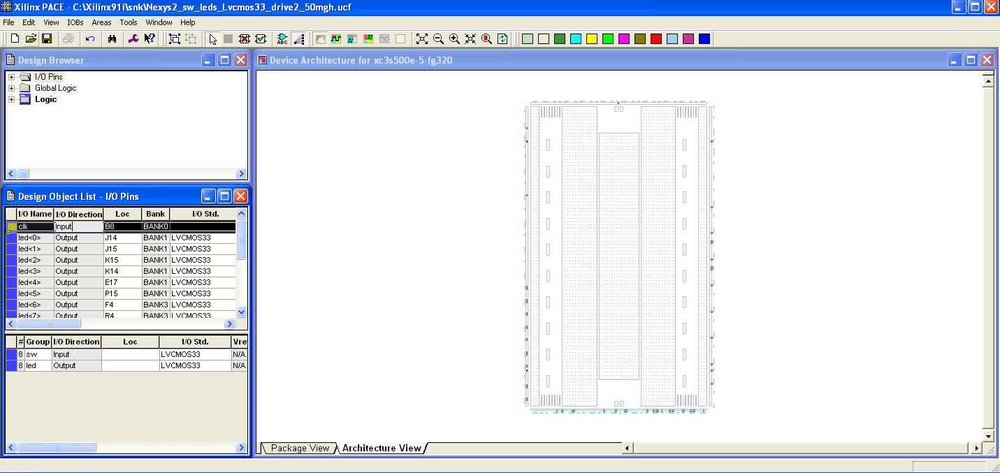 Xilinx PACE - C:\Xilinx91i\snk\Nexys2_sw_leds_Lvcmos33_drive2_50mgh.ucf
File Edit View IOBs Areas Tools Window Help
ABC
Design Browser
I/O Pins
Global Logic
Logic
Design Object List - I/O Pins
I/O Name I/O Direction Loc Bank I/O Std.
clk Input B8 BANK0
led<0> Output J14 BANK1 LVCMOS33
led<1> Output J15 BANK1 LVCMOS33
led<2> Output K15 BANK1 LVCMOS33
led<3> Output K14 BANK1 LVCMOS33
led<4> Output E17 BANK1 LVCMOS33
led<5> Output P15 BANK1 LVCMOS33
led<6> Output F4 BANK3 LVCMOS33
led<7> Output R4 BANK3 LVCMOS33
# Group I/O Direction Loc I/O Std. Vre
8 sw Input LVCMOS33 N/A
8 led Output LVCMOS33 N/A
Device Architecture for xc3s500e-5-fg320
Package View Architecture View